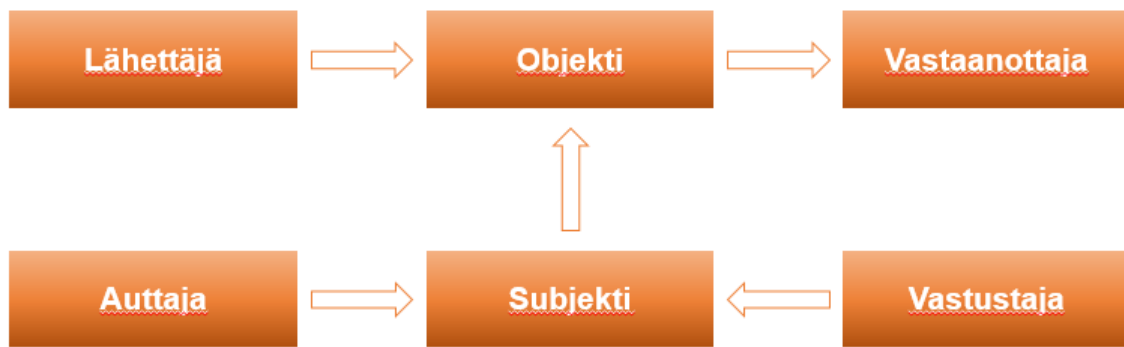 Lähettäjä
Objekti
Vastaanottaja
Auttaja
Subjekti
Vastustaja